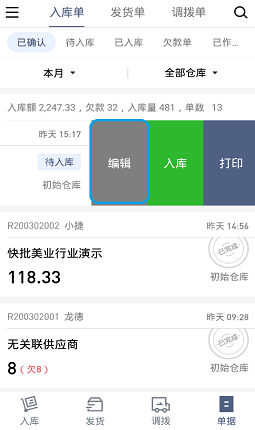 入库单 发货单 调拨单
已确认 待入库 已入库 欠款单 已作...
本月 全部仓库
入库额 2,247.33，欠款 32，入库量 481，单数 13
昨天 15:17
待入库
初始仓库
编辑 入库 打印
R200302002 小捷 昨天 14:56
快批美业行业演示
已完成
118.33 初始仓库
R200302001 龙德 昨天 09:28
无关联供应商
已完成
8（欠8） 初始仓库
入库 发货 调拨 单据